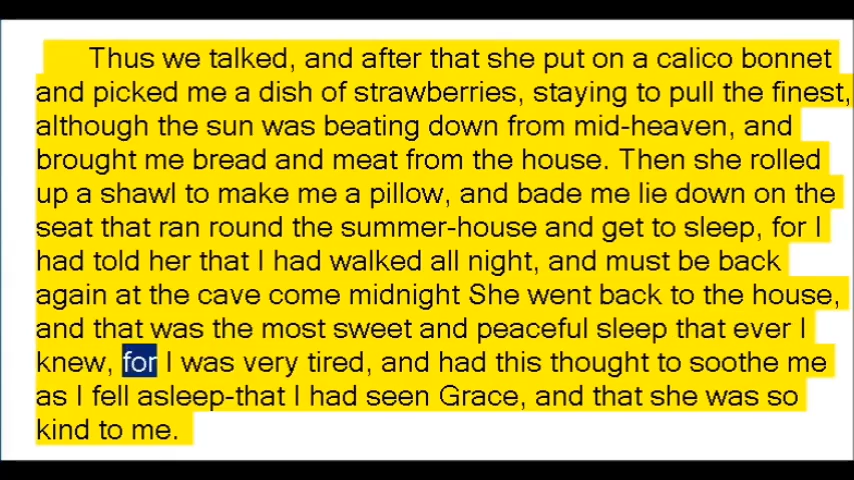 Thus we talked, and after that she put on a calico bonnet
and picked me a dish of strawberries, staying to pull the finest,
although the sun was beating down from mid-heaven, and
brought me bread and meat from the house. Then she rolled
up a shawl to make me a pillow, and bade me lie down on the
seat that ran round the summer-house and get to sleep, for I
had told her that I had walked all night, and must be back
again at the cave come midnight She went back to the house,
and that was the most sweet and peaceful sleep that ever I
knew, for I was very tired, and had this thought to soothe me
as I fell asleep-that I had seen Grace, and that she was so
kind to me.